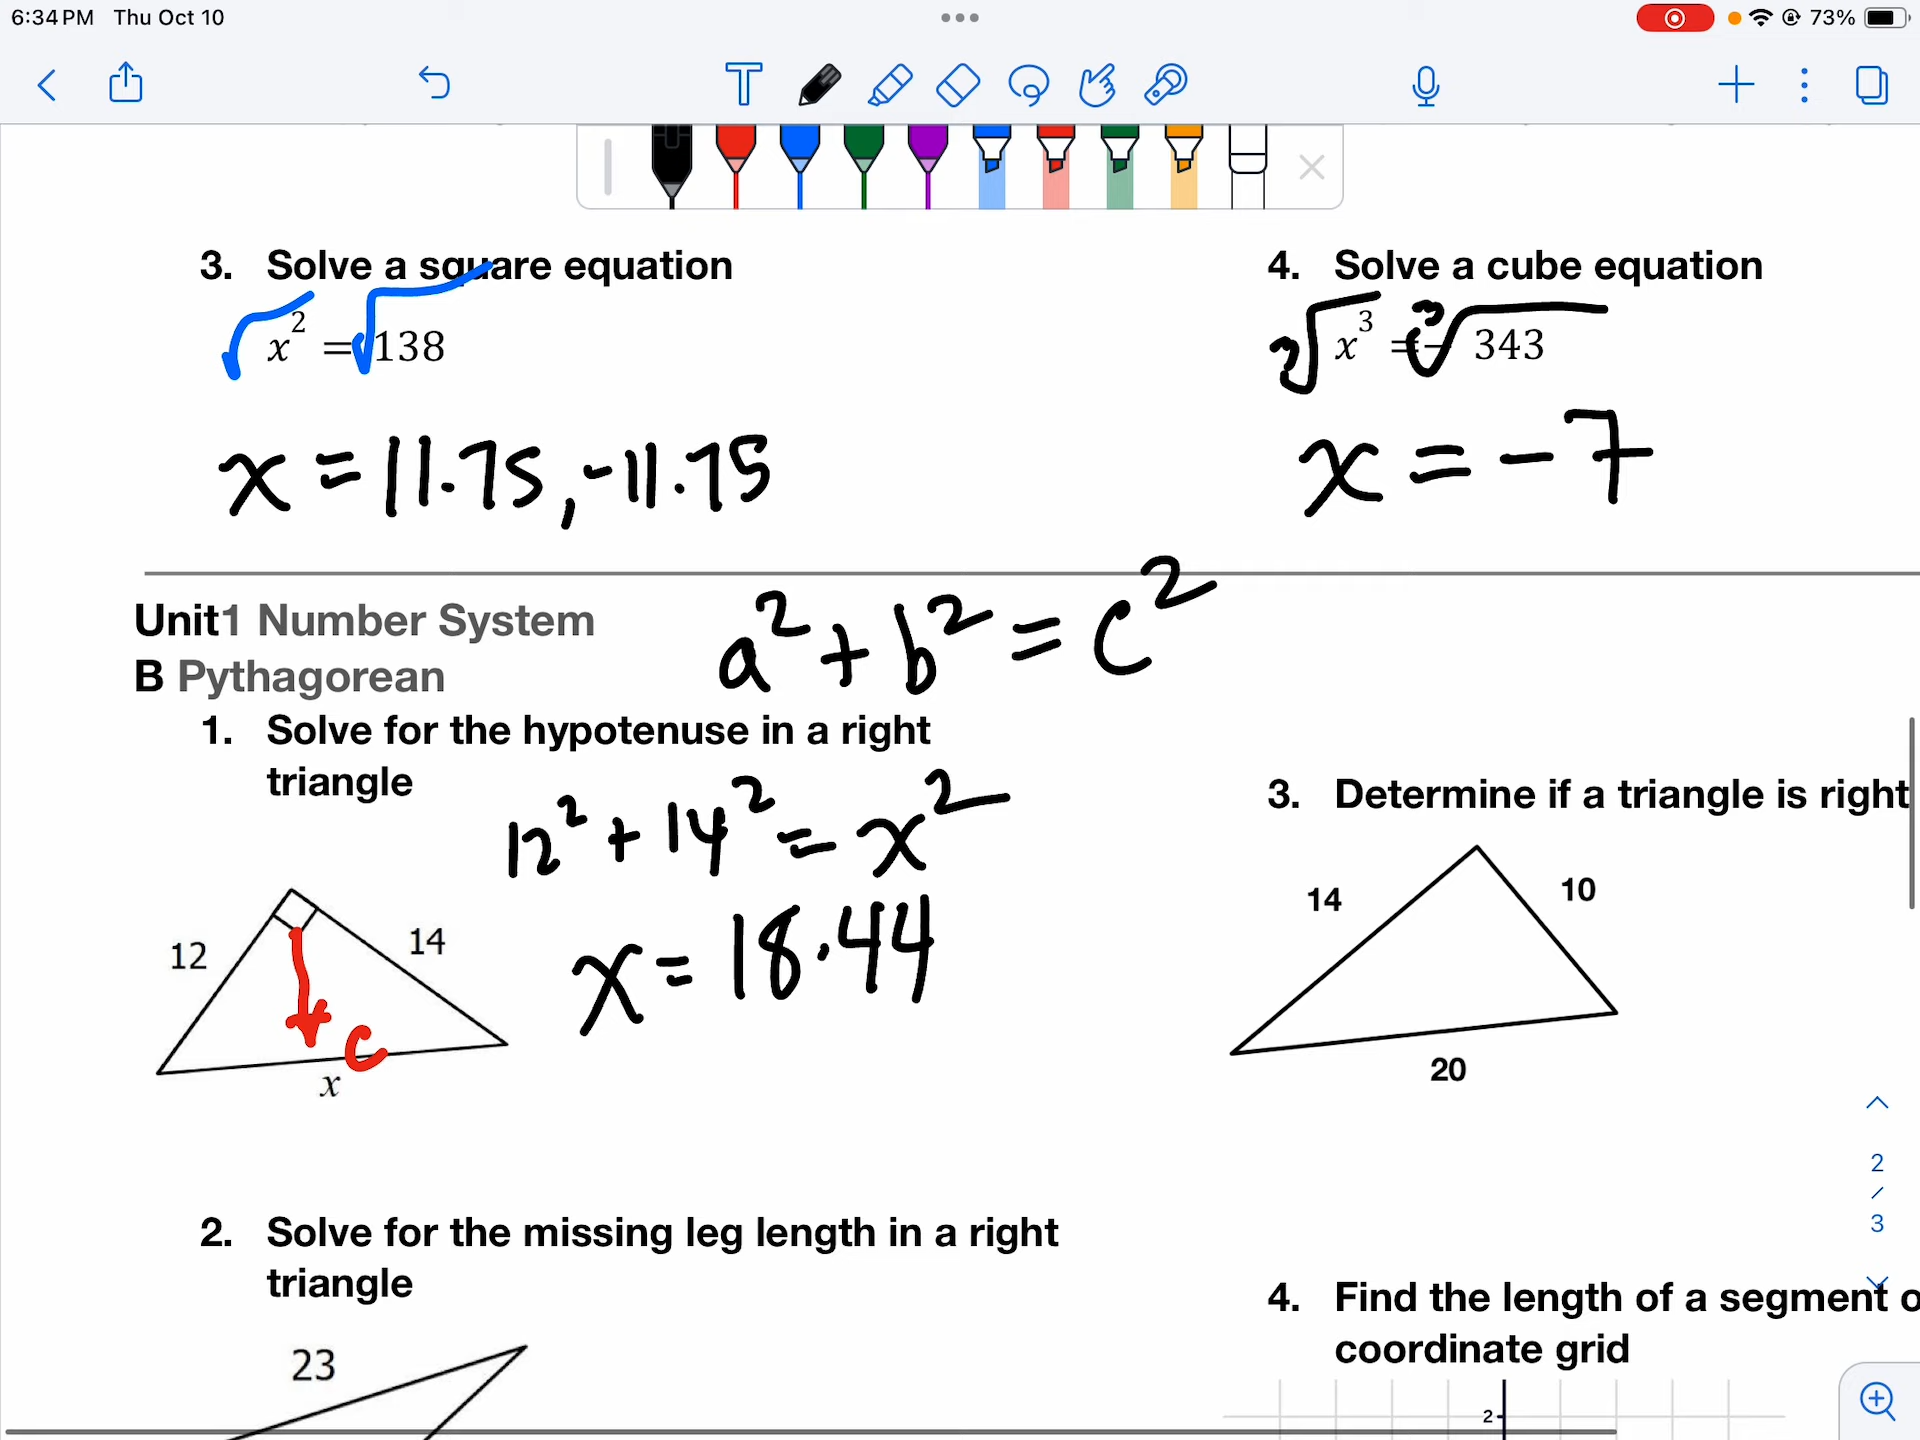 6:34 PM Thu Oct 10
73%
3. Solve a square equation
√x² = √138
x = 11.75, -11.75
4. Solve a cube equation
∛x³ = ∛- 343
x = -7
Unit1 Number System
B Pythagorean
a² + b² = c²
1. Solve for the hypotenuse in a right
triangle
12² + 14² = x²
x = 18.44
12
14
c
x
3. Determine if a triangle is right
14
10
20
2
/
3
2. Solve for the missing leg length in a right
triangle
23
4. Find the length of a segment o
coordinate grid
2